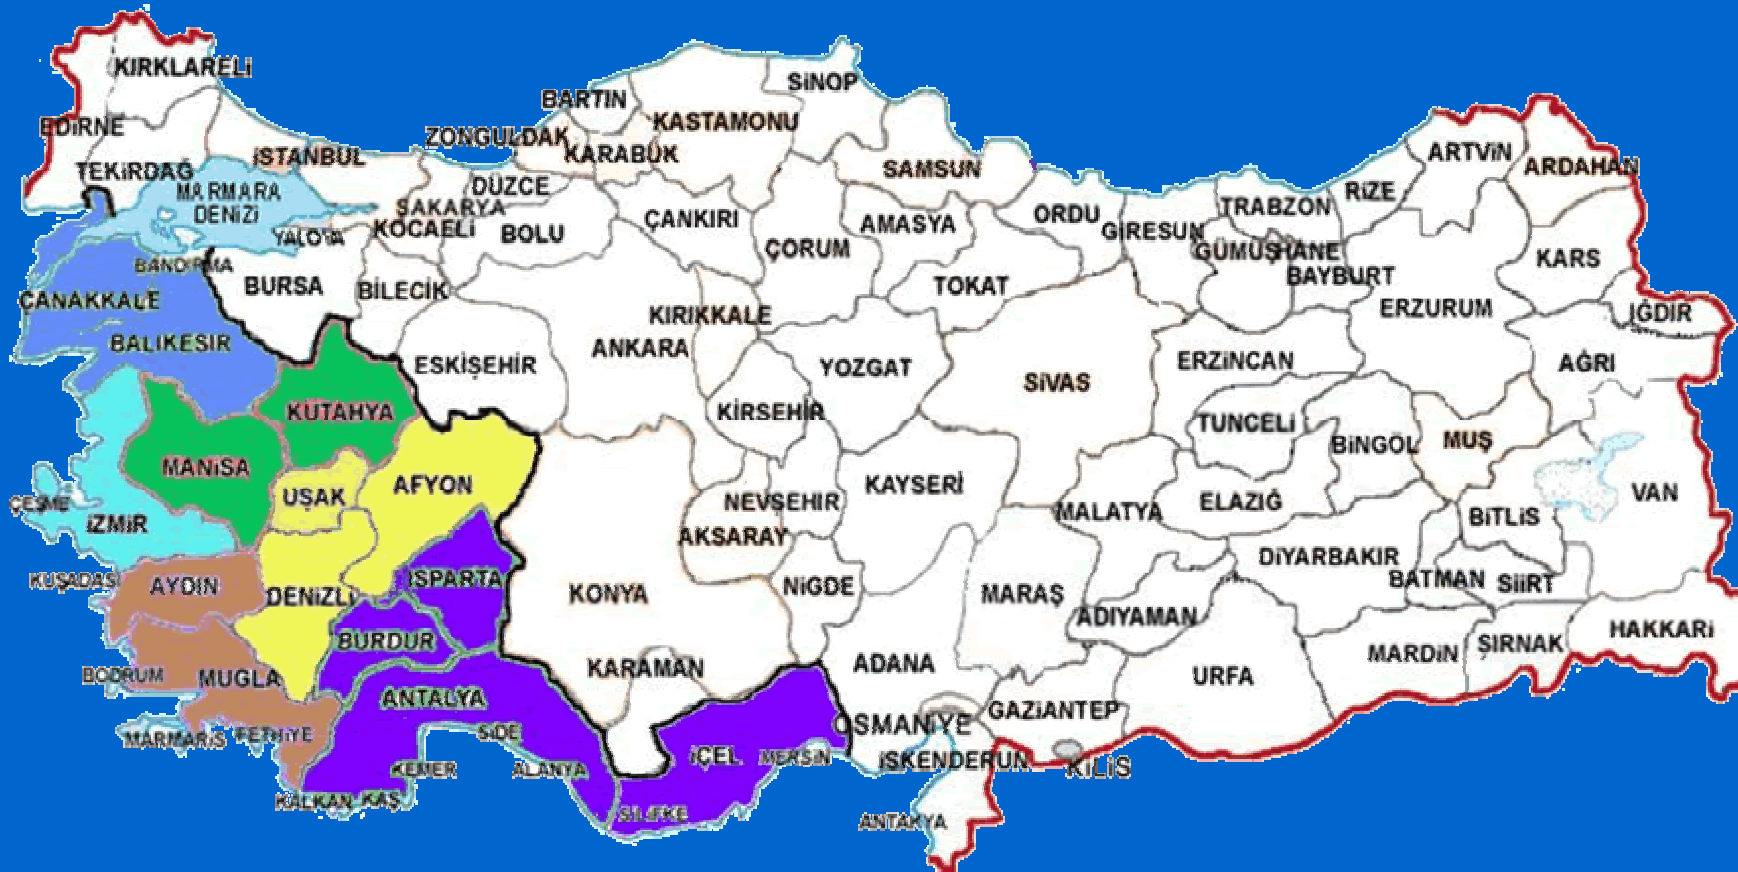 KIRKLARELİ
EDİRNE
TEKİRDAĞ
İSTANBUL
MARMARA
DENİZİ
YALOVA
KOCAELİ
SAKARYA
DÜZCE
BOLU
ZONGULDAK
BARTIN
KARABÜK
KASTAMONU
SİNOP
ÇANKIRI
SAMSUN
AMASYA
ÇORUM
TOKAT
ORDU
GİRESUN
TRABZON
GÜMÜŞHANE
BAYBURT
RİZE
ARTVİN
ARDAHAN
KARS
IĞDIR
AĞRI
ERZURUM
ERZİNCAN
BANDIRMA
BURSA
BİLECİK
ÇANAKKALE
BALIKESIR
ESKİŞEHİR
ANKARA
KIRIKKALE
KİRSEHİR
YOZGAT
SİVAS
TUNCELİ
BİNGÖL
MUŞ
BİTLİS
VAN
KUTAHYA
MANİSA
UŞAK
AFYON
ÇEŞME
İZMİR
KUŞADASI
AYDIN
DENİZLİ
ISPARTA
BURDUR
BODRUM
MUGLA
MARMARİS
FETHİYE
ANTALYA
SİDE
KEMER
ALANYA
KALKAN
KAŞ
KONYA
KARAMAN
AKSARAY
NEVSEHIR
NİGDE
KAYSERİ
ADANA
İÇEL
MERSİN
SİLİFKE
OSMANİYE
İSKENDERUN
ANTAKYA
MARAŞ
MALATYA
ELAZIĞ
ADIYAMAN
GAZİANTEP
KİLİS
URFA
DİYARBAKIR
BATMAN
SİİRT
MARDİN
ŞIRNAK
HAKKARİ